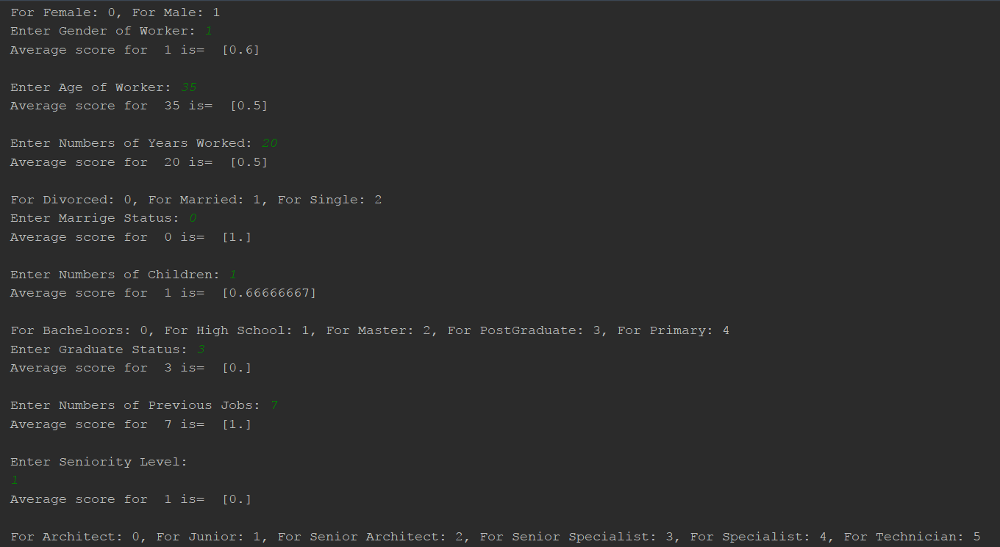 For Female: 0, For Male: 1
Enter Gender of Worker: 1
Average score for  1 is=  [0.6]

Enter Age of Worker: 35
Average score for  35 is=  [0.5]

Enter Numbers of Years Worked: 20
Average score for  20 is=  [0.5]

For Divorced: 0, For Married: 1, For Single: 2
Enter Marrige Status: 0
Average score for  0 is=  [1.]

Enter Numbers of Children: 1
Average score for  1 is=  [0.66666667]

For Bacheloors: 0, For High School: 1, For Master: 2, For PostGraduate: 3, For Primary: 4
Enter Graduate Status: 3
Average score for  3 is=  [0.]

Enter Numbers of Previous Jobs: 7
Average score for  7 is=  [1.]

Enter Seniority Level:
1
Average score for  1 is=  [0.]

For Architect: 0, For Junior: 1, For Senior Architect: 2, For Senior Specialist: 3, For Specialist: 4, For Technician: 5